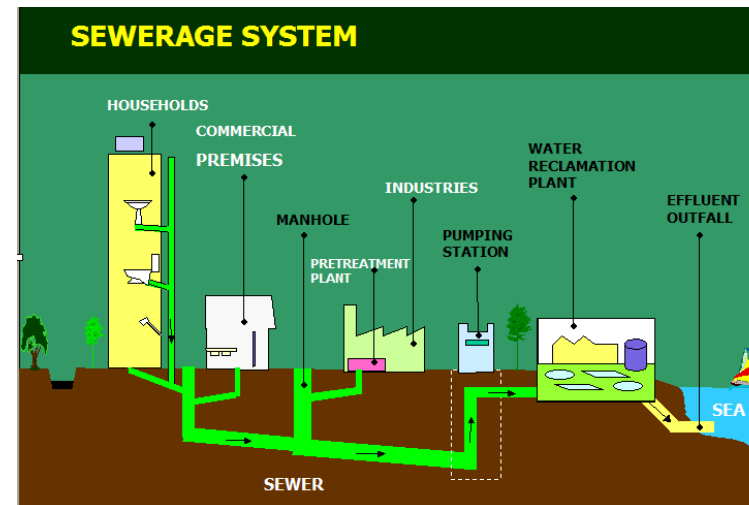 SEWERAGE SYSTEM
HOUSEHOLDS
COMMERCIAL
PREMISES
MANHOLE
PRETREATMENT
PLANT
INDUSTRIES
PUMPING
STATION
WATER
RECLAMATION
PLANT
EFFLUENT
OUTFALL
SEA
SEWER